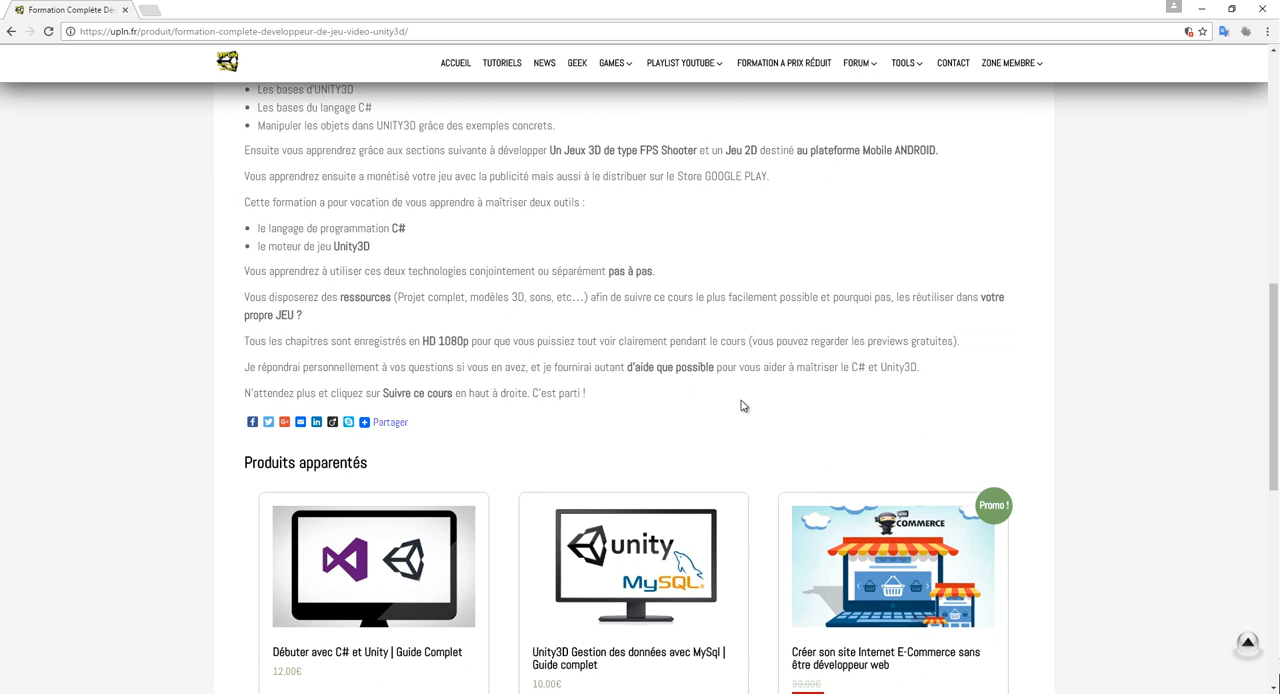 Formation Complète Dé
https://upln.fr/produit/formation-complete-developpeur-de-jeu-video-unity3d/
ACCUEIL TUTORIELS NEWS GEEK GAMES PLAYLIST YOUTUBE FORMATION A PRIX RÉDUIT FORUM TOOLS CONTACT ZONE MEMBRE
Les bases d'UNITY3D
Les bases du langage C#
Manipuler les objets dans UNITY3D grâce des exemples concrets.
Ensuite vous apprendrez grâce aux sections suivante à développer Un Jeux 3D de type FPS Shooter et un Jeu 2D destiné au plateforme Mobile ANDROID.
Vous apprendrez ensuite a monétisé votre jeu avec la publicité mais aussi à le distribuer sur le Store GOOGLE PLAY.
Cette formation a pour vocation de vous apprendre à maîtriser deux outils :
le langage de programmation C#
le moteur de jeu Unity3D
Vous apprendrez à utiliser ces deux technologies conjointement ou séparément pas à pas.
Vous disposerez des ressources (Projet complet, modèles 3D, sons, etc…) afin de suivre ce cours le plus facilement possible et pourquoi pas, les réutiliser dans votre
propre JEU ?
Tous les chapitres sont enregistrés en HD 1080p pour que vous puissiez tout voir clairement pendant le cours (vous pouvez regarder les previews gratuites).
Je répondrai personnellement à vos questions si vous en avez, et je fournirai autant d'aide que possible pour vous aider à maîtriser le C# et Unity3D.
N'attendez plus et cliquez sur Suivre ce cours en haut à droite. C'est parti !
Partager
Produits apparentés
Promo !
unity
MySQL
COMMERCE
Débuter avec C# et Unity | Guide Complet
12,00€
Unity3D Gestion des données avec MySql |
Guide complet
10,00€
Créer son site Internet E-Commerce sans
être développeur web
39,00€